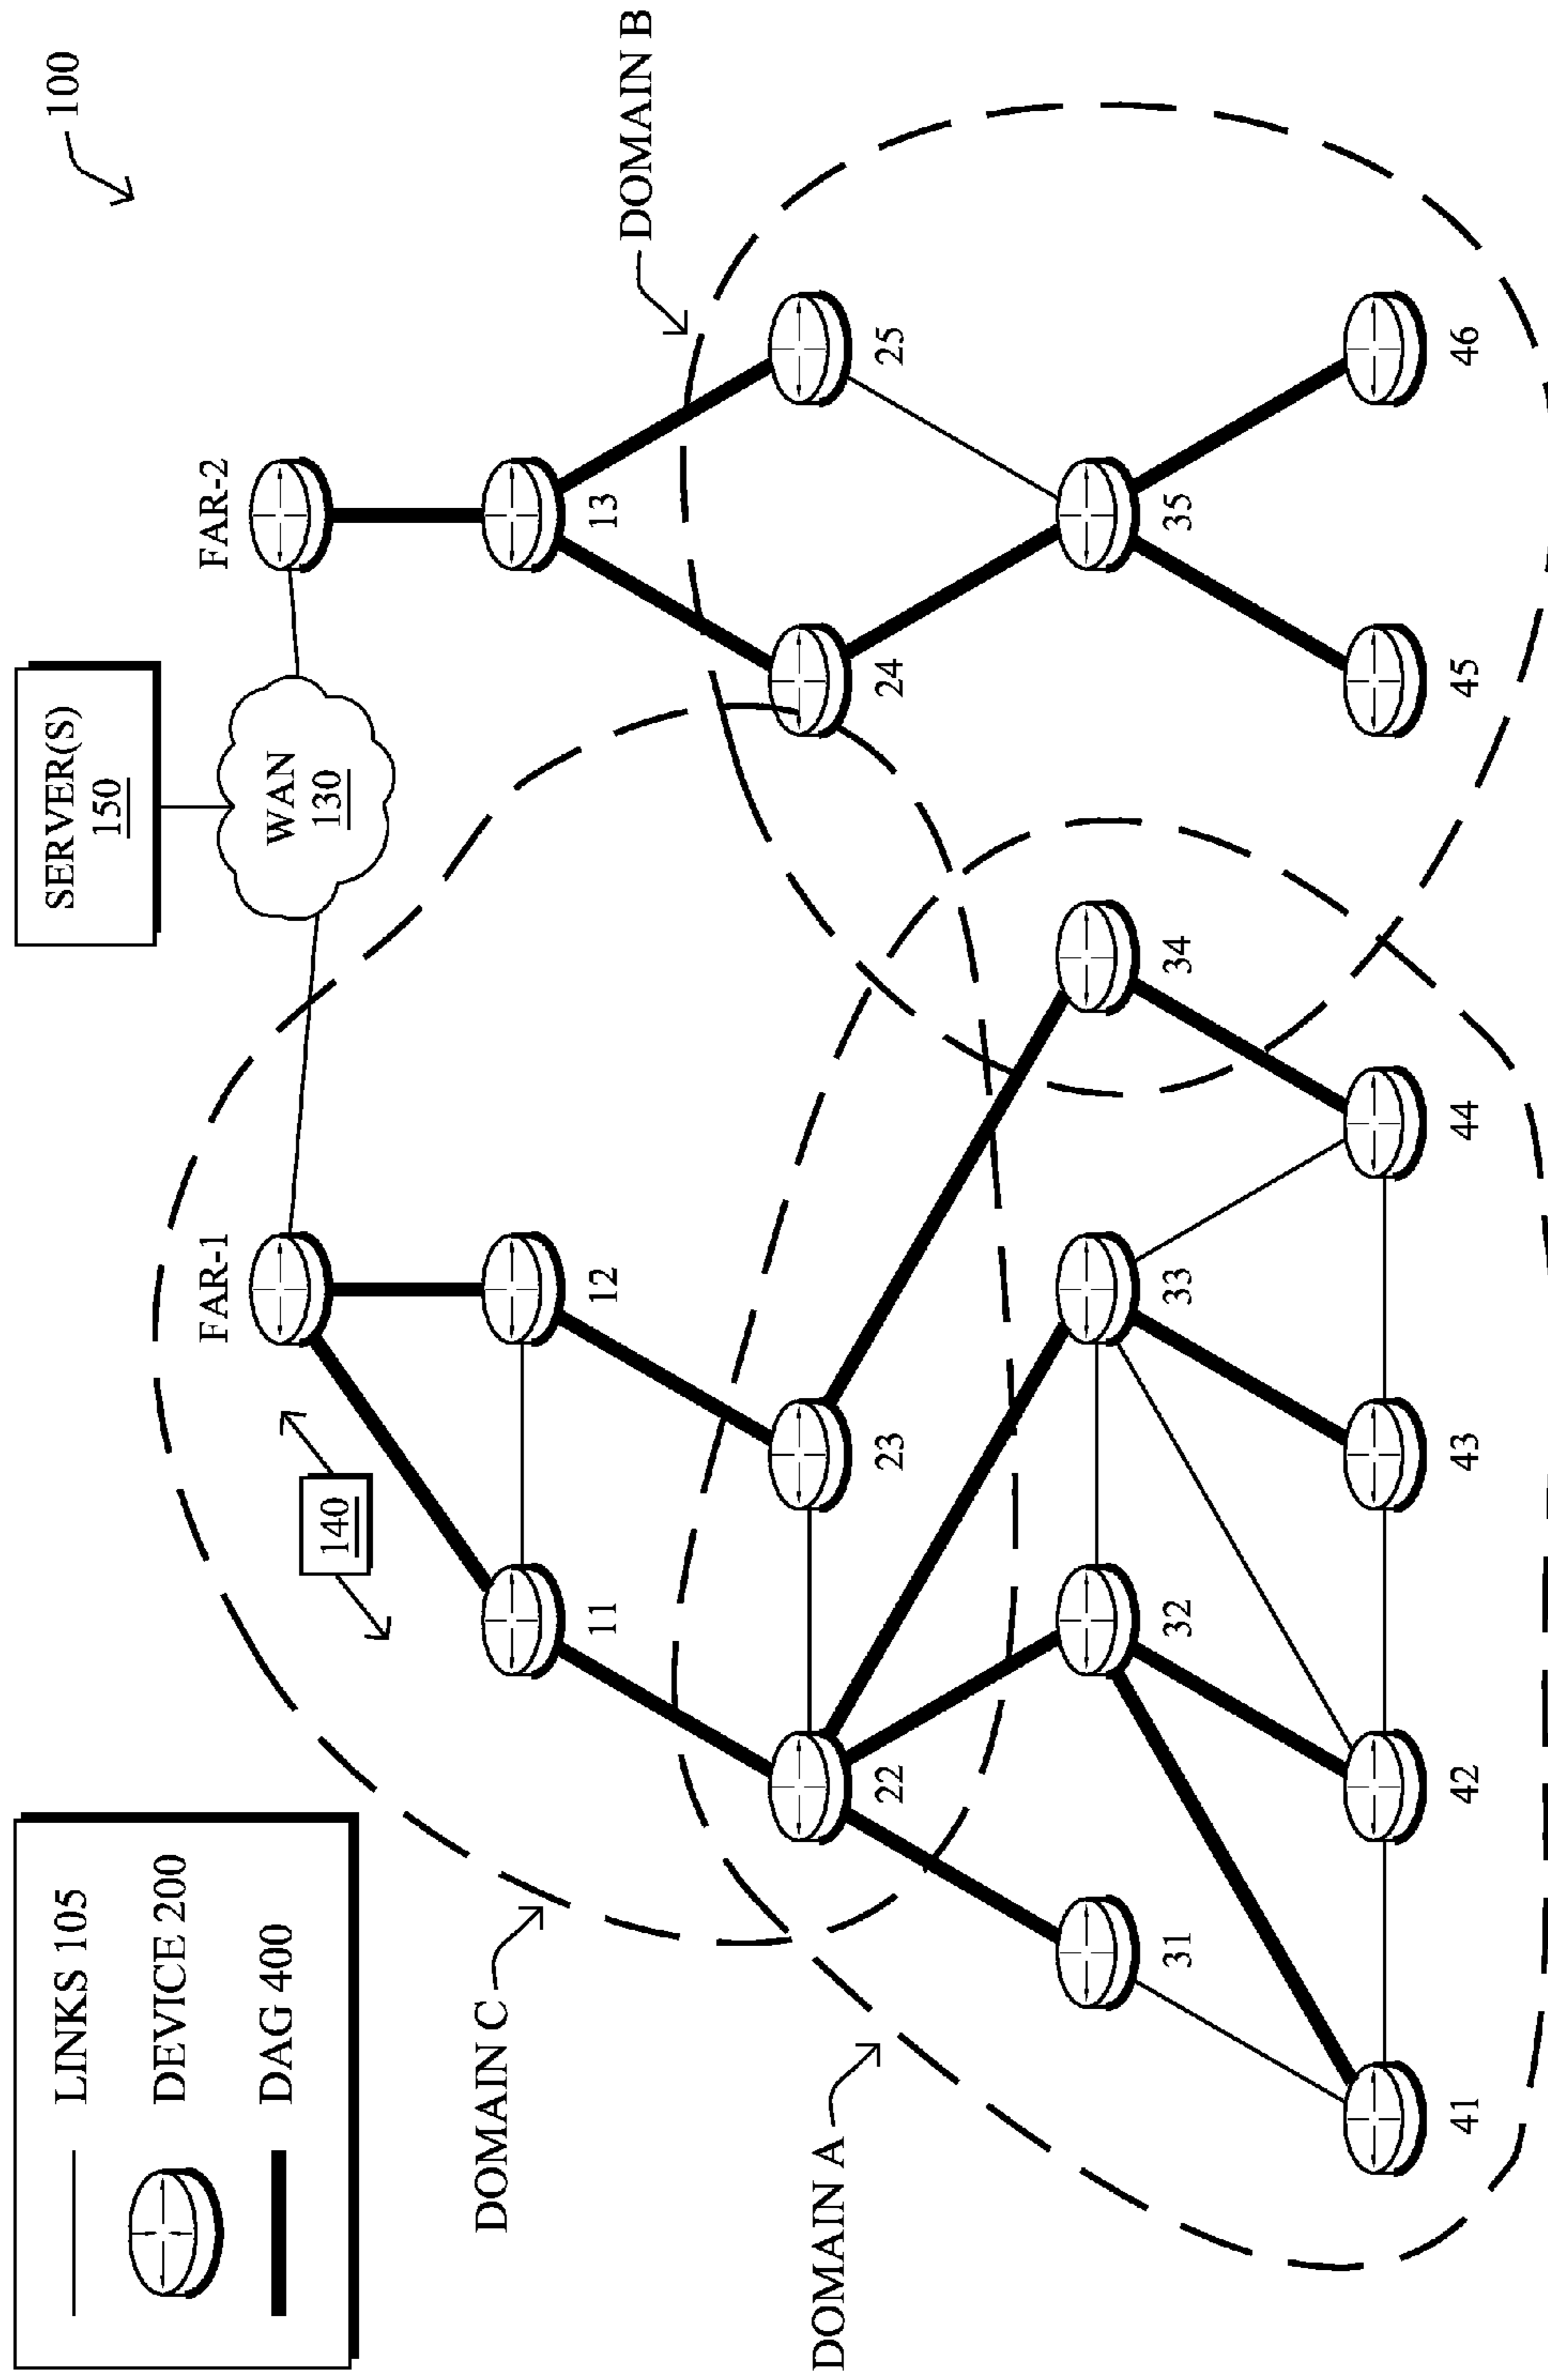 100
SERVER(S)
150
WAN
130
LINKS 105
DEVICE 200
DAG 400
FAR-1
FAR-2
140
DOMAIN C
DOMAIN B
11
12
13
DOMAIN A
22
23
24
25
31
32
33
34
35
41
42
43
44
45
46